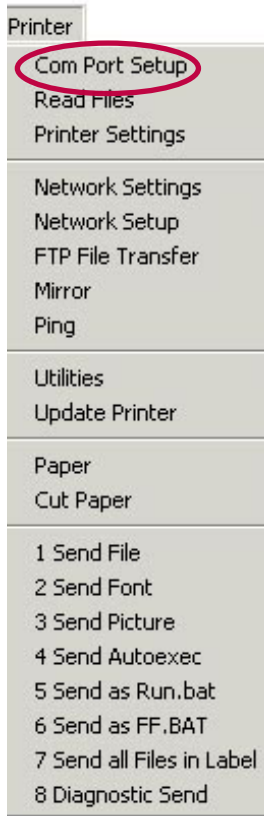 Printer
Com Port Setup
Read Files
Printer Settings
Network Settings
Network Setup
FTP File Transfer
Mirror
Ping
Utilities
Update Printer
Paper
Cut Paper
1 Send File
2 Send Font
3 Send Picture
4 Send Autoexec
5 Send as Run.bat
6 Send as FF.BAT
7 Send all Files in Label
8 Diagnostic Send